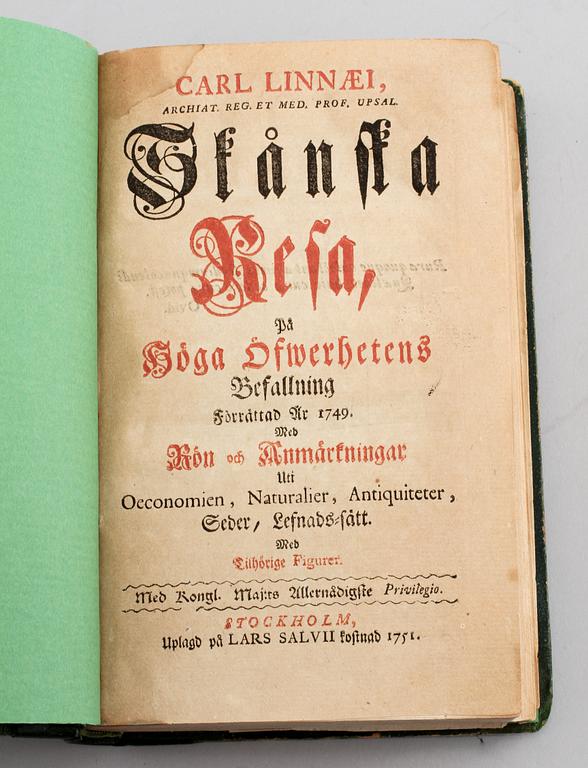 CARL LINNÆI,
ARCHIAT. REG. ET MED. PROF. UPSAL.
Skånska
Resa,
På
Höga Öfwerhetens
Befallning
Förrättad År 1749.
Med
Rön och Anmärkningar
Uti
Oeconomien, Naturalier, Antiquiteter,
Seder, Lefnads-sätt.
Med
Tilhörige Figurer.
Med Kongl. Maj:ts Allernådigste Privilegio.
STOCKHOLM,
Uplagd på LARS SALVII kostnad 1751.